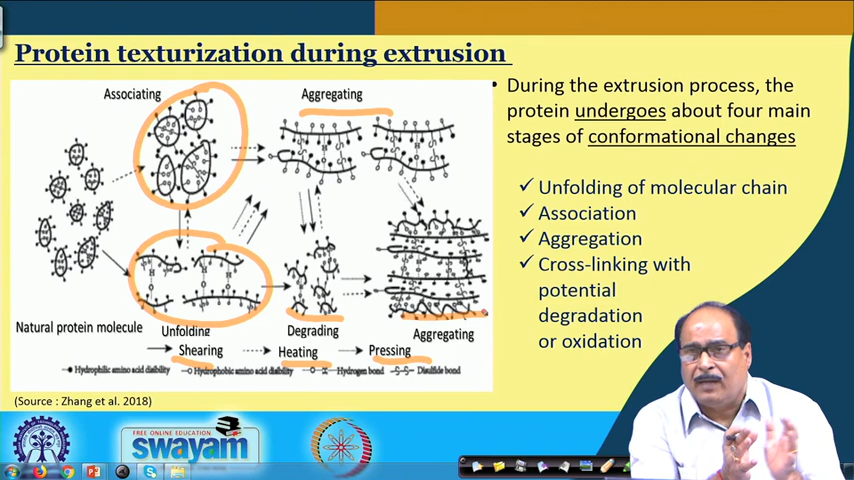 Protein texturization during extrusion
Associating
Aggregating
Natural protein molecule
Unfolding
Degrading
Aggregating
Shearing
Heating
Pressing
Hydrophilic amino acid disibility
Hydrophobic amino acid disibility
Hydrogen bond
Disulfide bond
(Source : Zhang et al. 2018)
• During the extrusion process, the
protein undergoes about four main
stages of conformational changes
✓ Unfolding of molecular chain
✓ Association
✓ Aggregation
✓ Cross-linking with
potential
degradation
or oxidation
FREE ONLINE EDUCATION
swayam